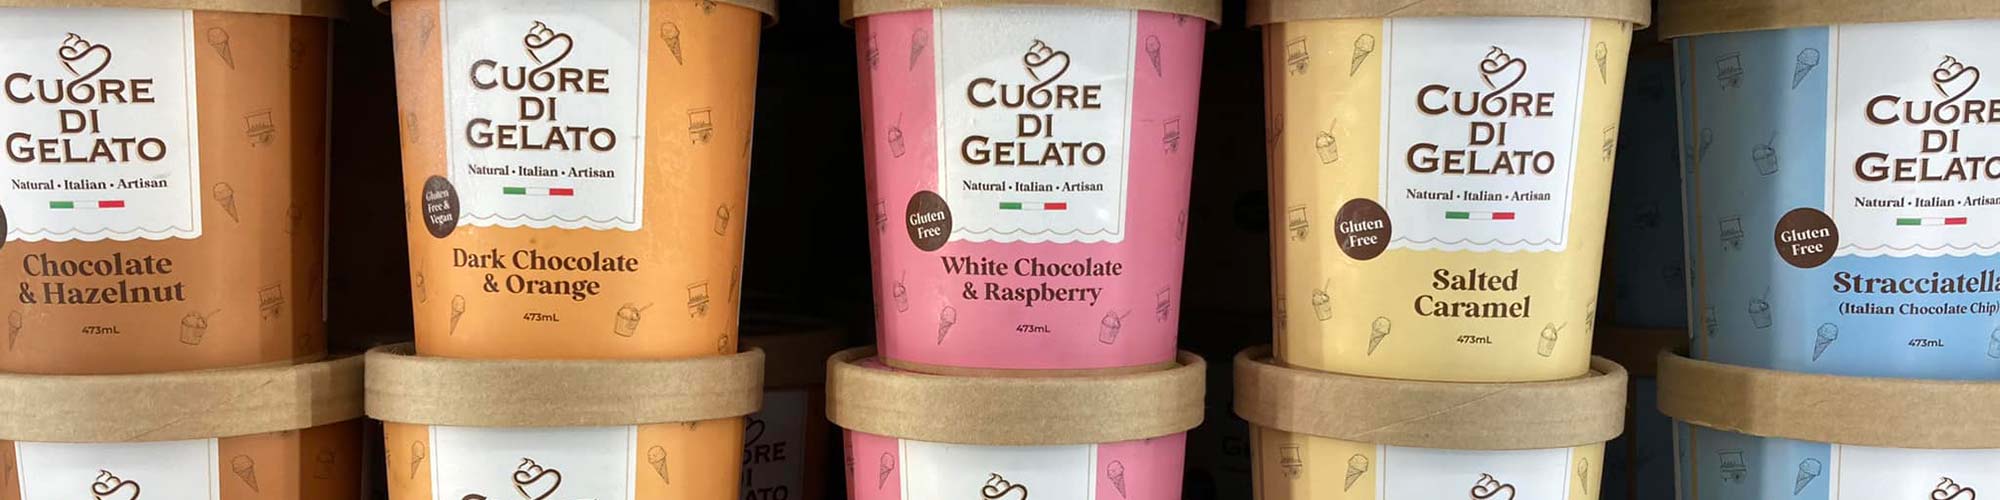 CUORE
DI
GELATO
Natural • Italian • Artisan
Chocolate
& Hazelnut
473mL
CUORE
DI
GELATO
Natural • Italian • Artisan
Gluten
Free &
Vegan
Dark Chocolate
& Orange
473mL
CUORE
DI
GELATO
Natural • Italian • Artisan
Gluten
Free
White Chocolate
& Raspberry
473mL
CUORE
DI
GELATO
Natural • Italian • Artisan
Gluten
Free
Salted
Caramel
473mL
CUORE
DI
GELATO
Natural • Italian • Artisan
Gluten
Free
Stracciatella
(Italian Chocolate Chip)
473mL